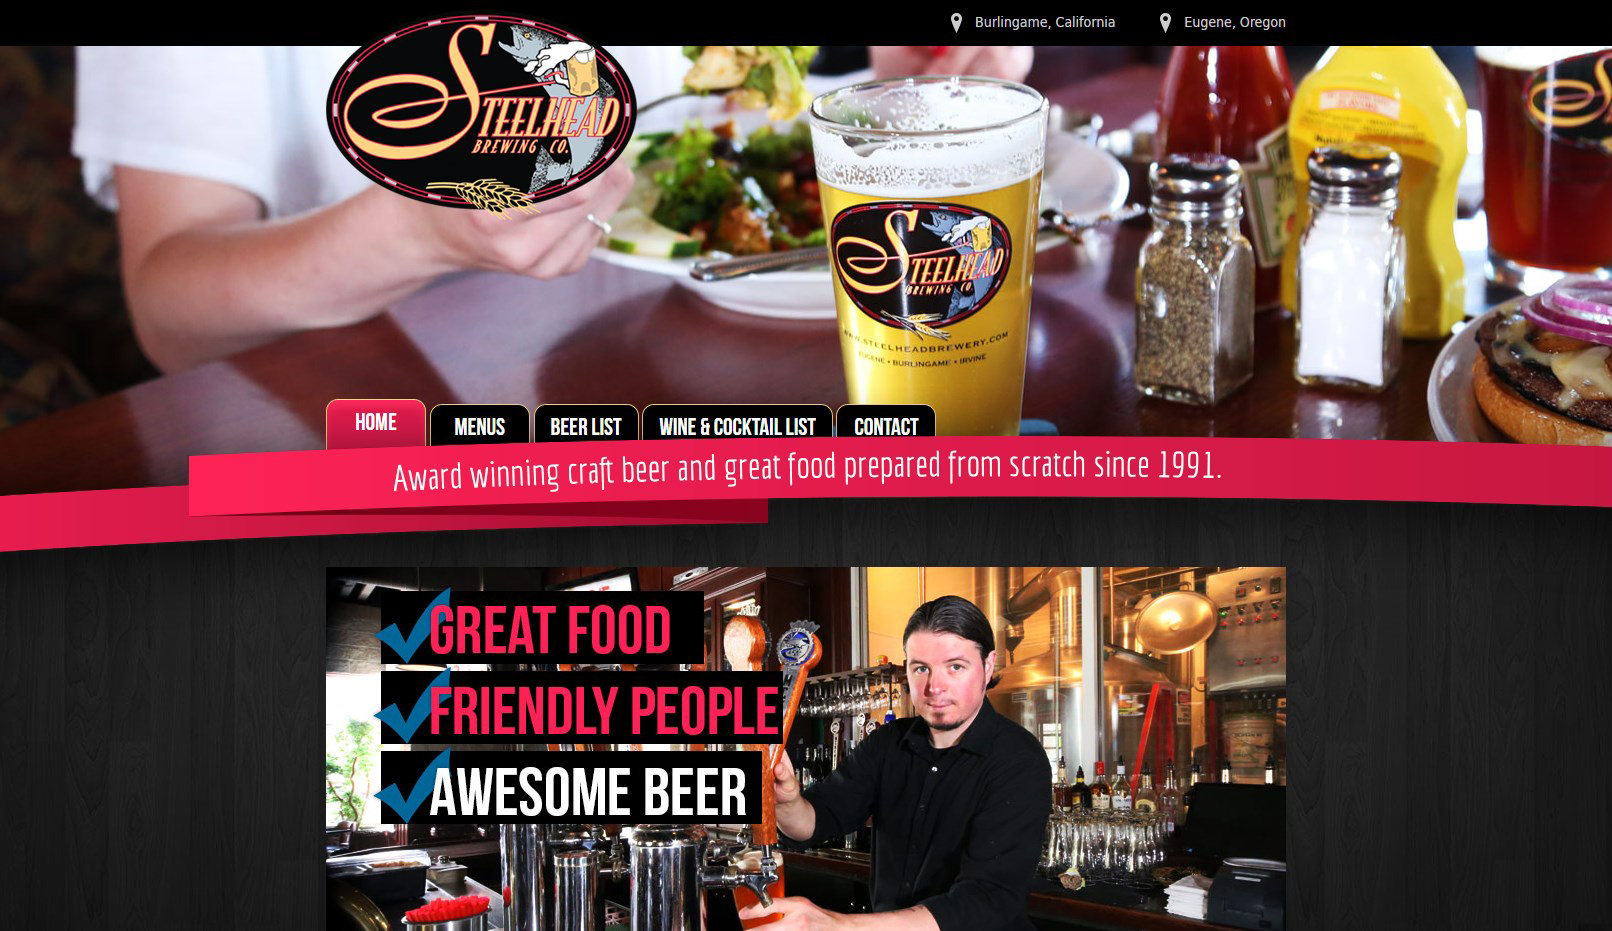 Burlingame, California
Eugene, Oregon
STEELHEAD
BREWING CO.
STEELHEAD
BREWING CO.
WWW.STEELHEADBREWERY.COM
EUGENE • BURLINGAME • IRVINE
HOME
MENUS
BEER LIST
WINE & COCKTAIL LIST
CONTACT
Award winning craft beer and great food prepared from scratch since 1991.
GREAT FOOD
FRIENDLY PEOPLE
AWESOME BEER